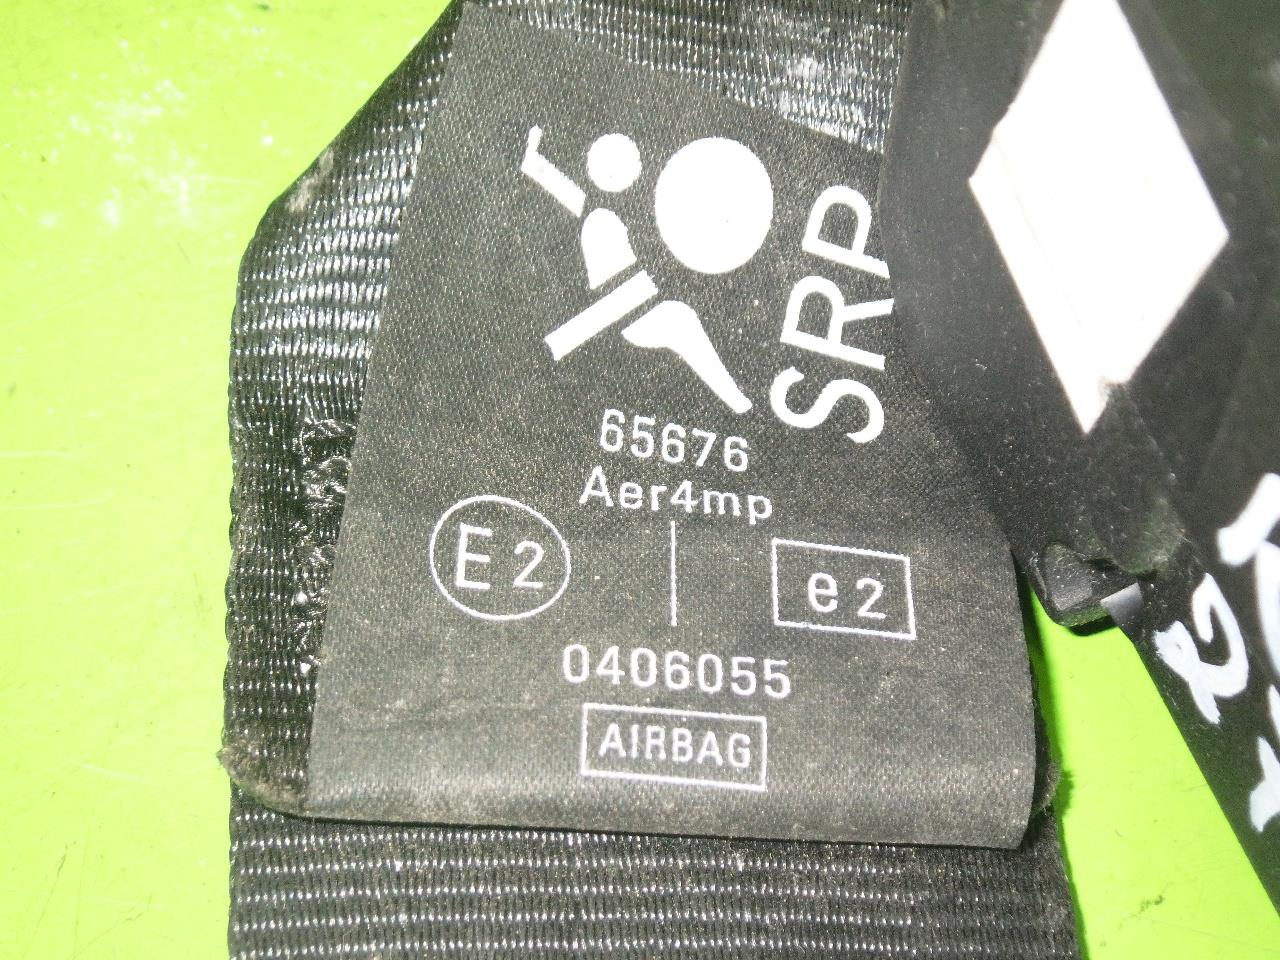 SRP
65676
Aer4mp
E2
e2
0406055
AIRBAG